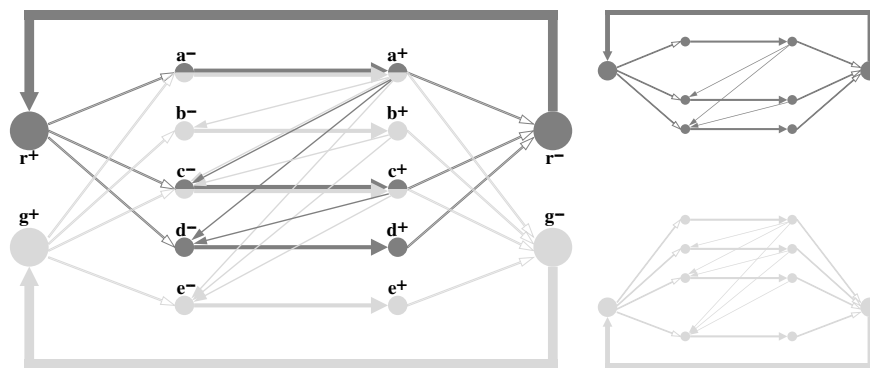 a− a+
b− b+
r+ r−
c− c+
g+ g−
d− d+
e− e+